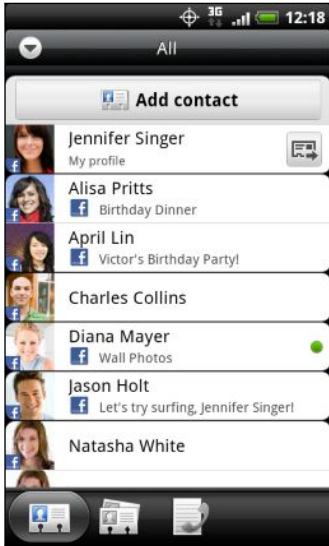 3G 12:18
All
Add contact
Jennifer Singer
My profile
Alisa Pritts
f Birthday Dinner
April Lin
f Victor's Birthday Party!
Charles Collins
Diana Mayer
f Wall Photos
Jason Holt
f Let's try surfing, Jennifer Singer!
Natasha White